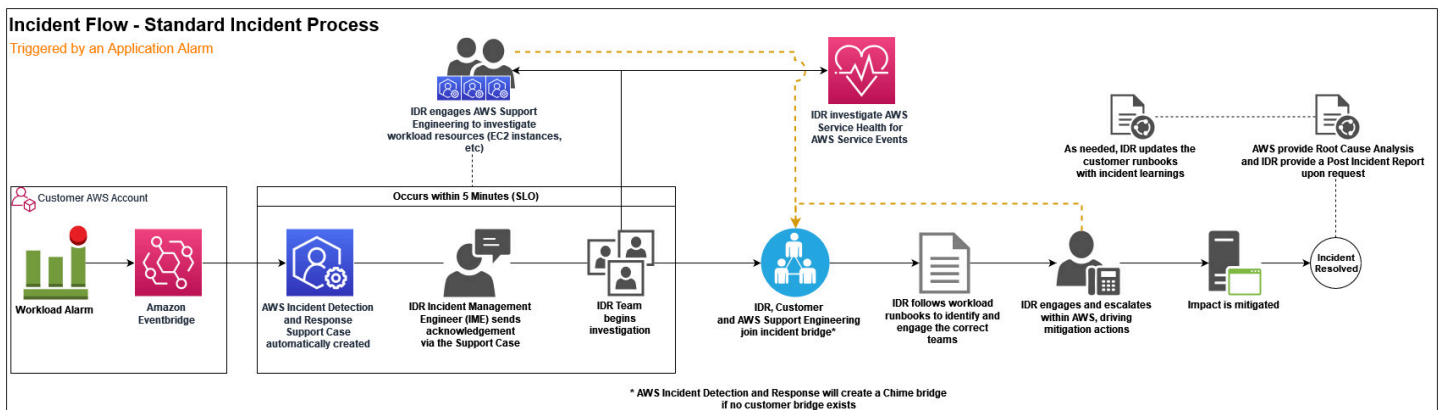 Incident Flow - Standard Incident Process
Triggered by an Application Alarm
IDR engages AWS Support
Engineering to investigate
workload resources (EC2 instances,
etc)
IDR investigate AWS
Service Health for
AWS Service Events
As needed, IDR updates the
customer runbooks
with incident learnings
AWS provide Root Cause Analysis
and IDR provide a Post Incident Report
upon request
Customer AWS Account
Occurs within 5 Minutes (SLO)
Workload Alarm
Amazon
Eventbridge
AWS Incident Detection
and Response
Support Case
automatically created
IDR Incident Management
Engineer (IME) sends
acknowledgement
via the Support Case
IDR Team
begins
investigation
IDR, Customer
and AWS Support Engineering
join incident bridge*
IDR follows workload
runbooks to identify and
engage the correct
teams
IDR engages and escalates
within AWS, driving
mitigation actions
Impact is mitigated
Incident
Resolved
* AWS Incident Detection and Response will create a Chime bridge
if no customer bridge exists